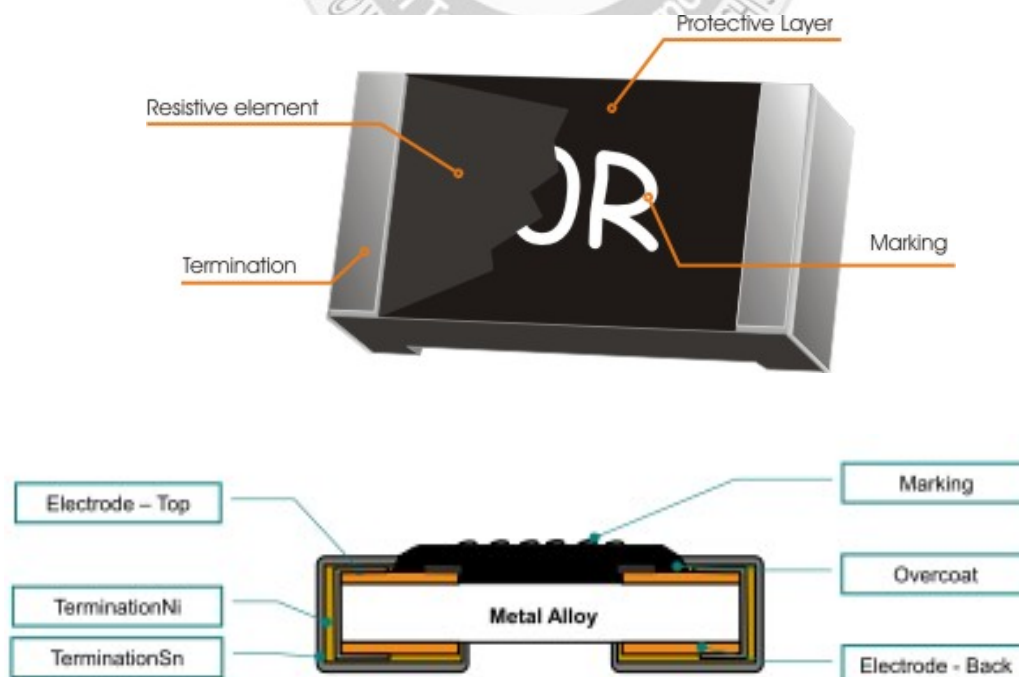 Protective Layer
Resistive element
0R
Marking
Termination
Electrode – Top
Marking
Overcoat
TerminationNi
Metal Alloy
TerminationSn
Electrode - Back